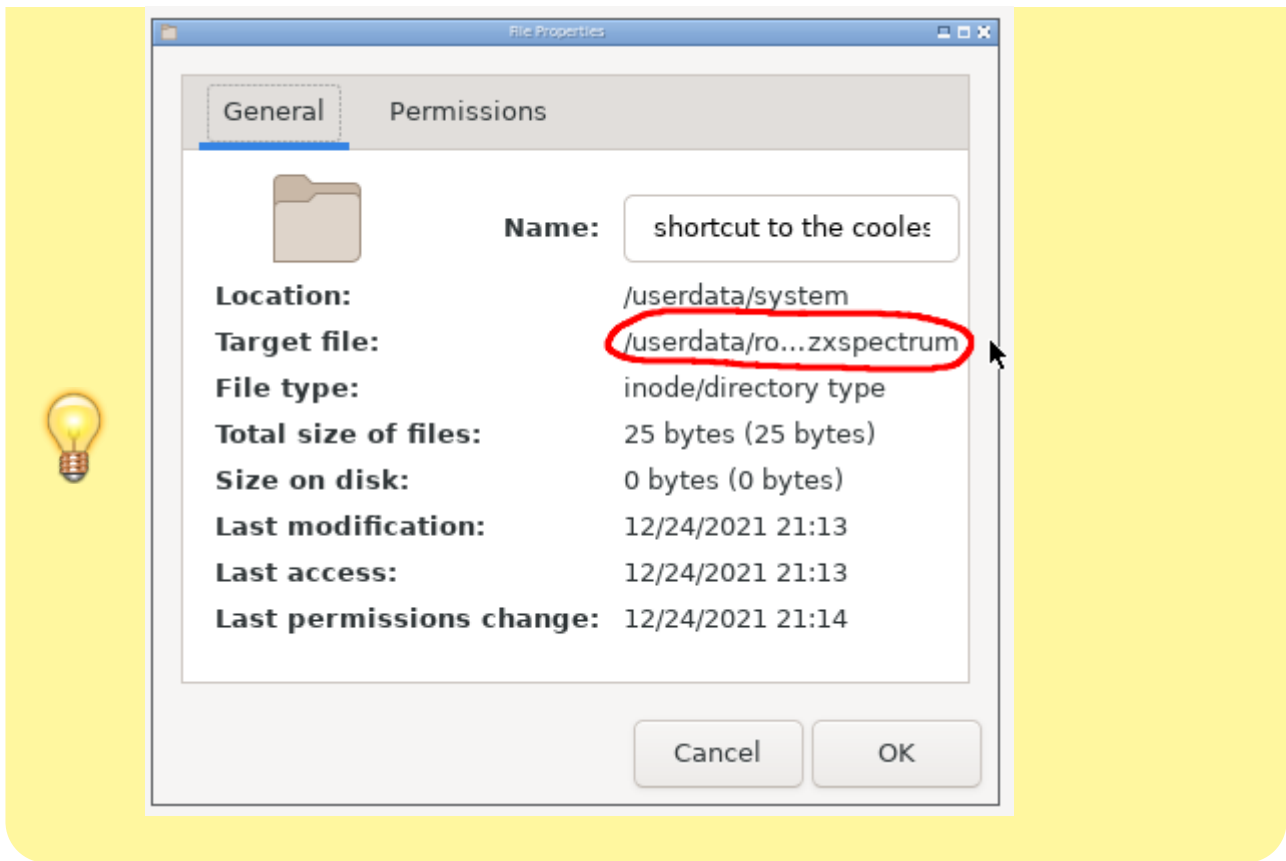 File Properties
General Permissions
Name: shortcut to the cooles
Location: /userdata/system
Target file: /userdata/ro...zxspectrum
File type: inode/directory type
Total size of files: 25 bytes (25 bytes)
Size on disk: 0 bytes (0 bytes)
Last modification: 12/24/2021 21:13
Last access: 12/24/2021 21:13
Last permissions change: 12/24/2021 21:14
Cancel OK